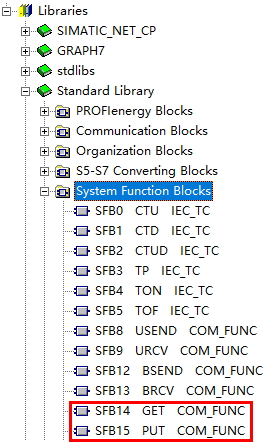 Libraries
SIMATIC_NET_CP
GRAPH7
stdlibs
Standard Library
PROFIenergy Blocks
Communication Blocks
Organization Blocks
S5-S7 Converting Blocks
System Function Blocks
SFB0 CTU IEC_TC
SFB1 CTD IEC_TC
SFB2 CTUD IEC_TC
SFB3 TP IEC_TC
SFB4 TON IEC_TC
SFB5 TOF IEC_TC
SFB8 USEND COM_FUNC
SFB9 URCV COM_FUNC
SFB12 BSEND COM_FUNC
SFB13 BRCV COM_FUNC
SFB14 GET COM_FUNC
SFB15 PUT COM_FUNC